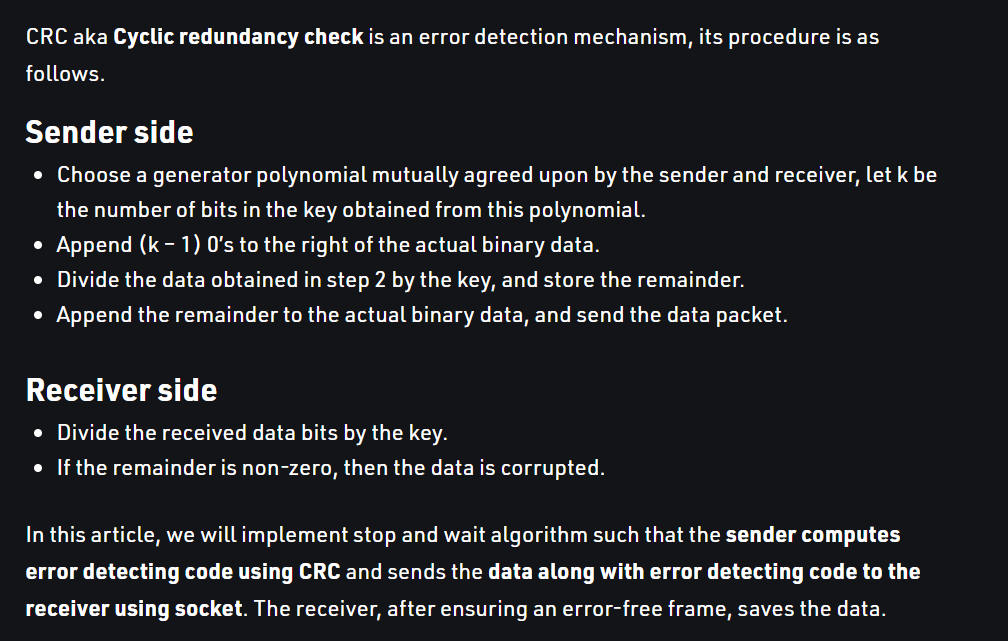 CRC aka Cyclic redundancy check is an error detection mechanism, its procedure is as
follows.
Sender side
• Choose a generator polynomial mutually agreed upon by the sender and receiver, let k be
the number of bits in the key obtained from this polynomial.
• Append (k – 1) 0’s to the right of the actual binary data.
• Divide the data obtained in step 2 by the key, and store the remainder.
• Append the remainder to the actual binary data, and send the data packet.
Receiver side
• Divide the received data bits by the key.
• If the remainder is non-zero, then the data is corrupted.
In this article, we will implement stop and wait algorithm such that the sender computes
error detecting code using CRC and sends the data along with error detecting code to the
receiver using socket. The receiver, after ensuring an error-free frame, saves the data.